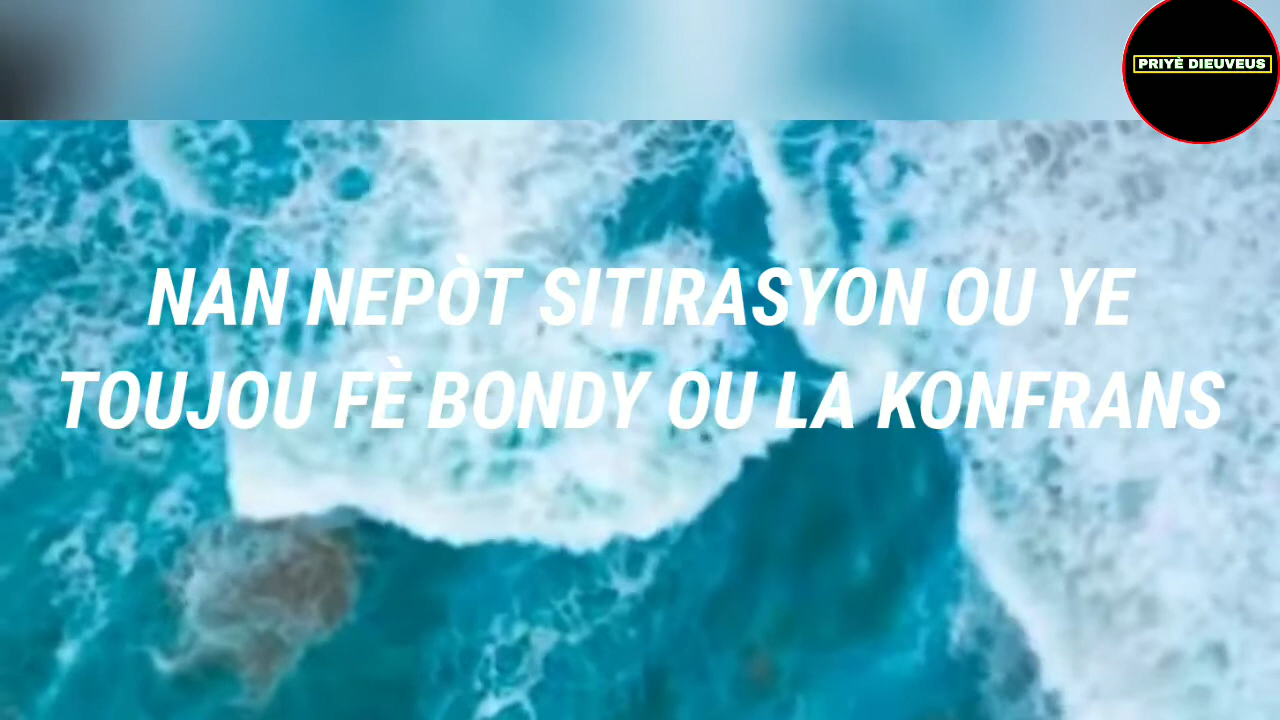 PRIYÈ DIEUVEUS
NAN NEPÒT SITIRASYON OU YE
TOUJOU FÈ BONDY OU LA KONFRANS